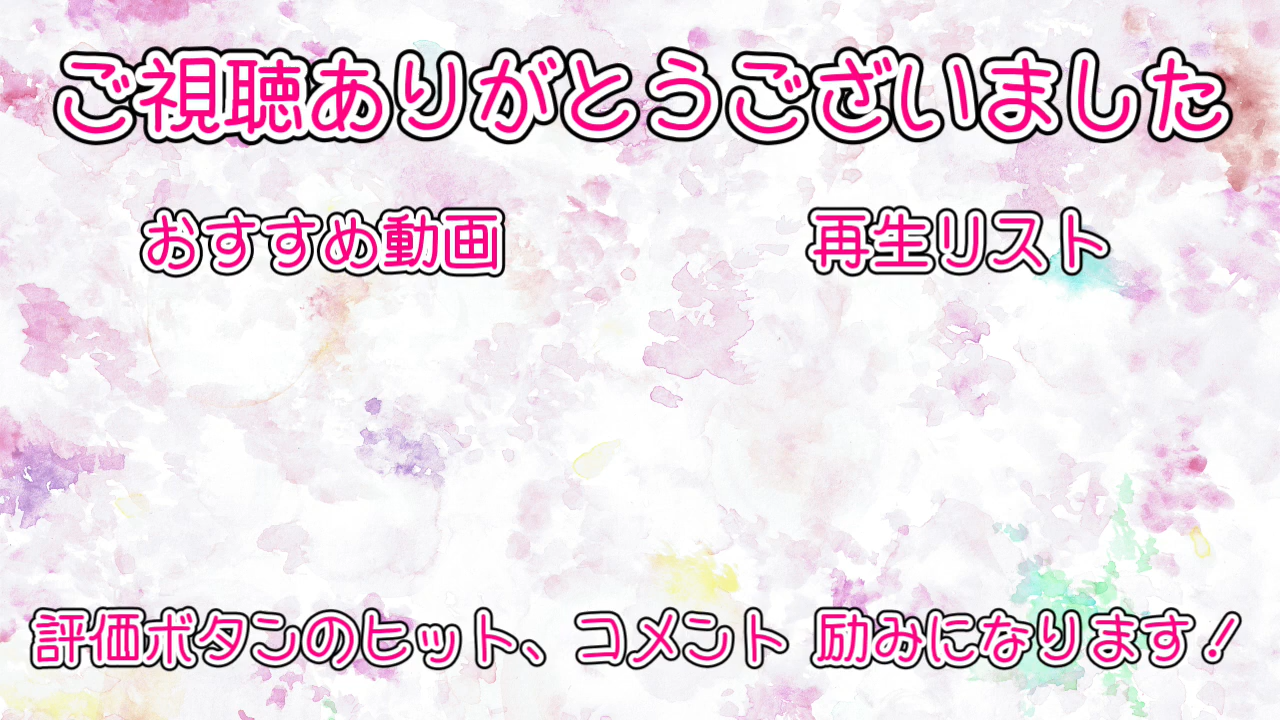 ご視聴ありがとうございました
おすすめ動画
再生リスト
評価ボタンのヒット、コメント 励みになります！